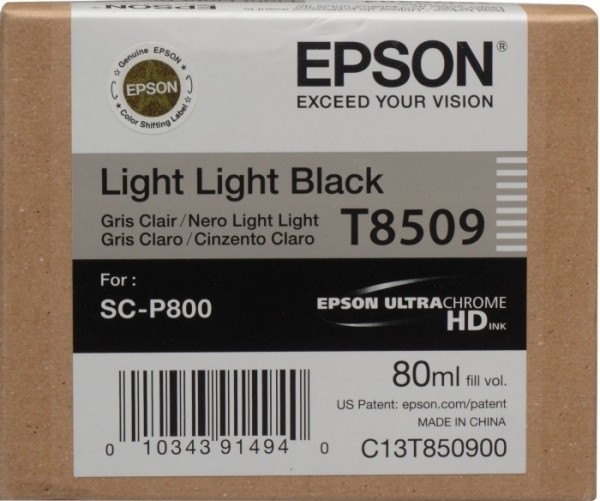 Genuine EPSON
EPSON
Color Shifting Label
EPSON®
EXCEED YOUR VISION
Light Light Black
Gris Clair / Nero Light Light
Gris Claro / Cinzento Claro
T8509
For :
SC-P800
EPSON ULTRACHROME
HD INK
80ml fill vol.
US Patent: epson.com/patent
MADE IN CHINA
0 10343 91494 0
C13T850900